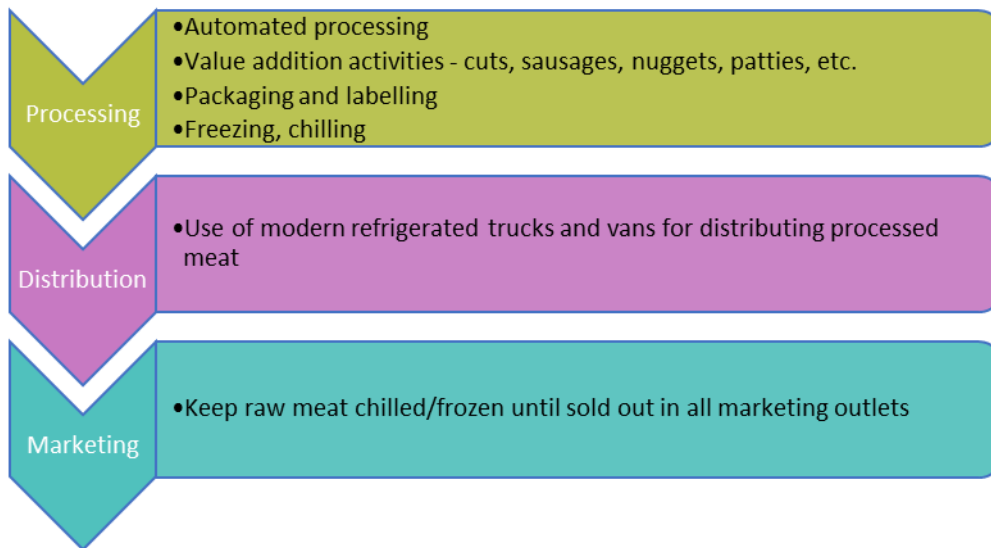 Processing
•Automated processing
•Value addition activities - cuts, sausages, nuggets, patties, etc.
•Packaging and labelling
•Freezing, chilling
Distribution
•Use of modern refrigerated trucks and vans for distributing processed
meat
Marketing
•Keep raw meat chilled/frozen until sold out in all marketing outlets